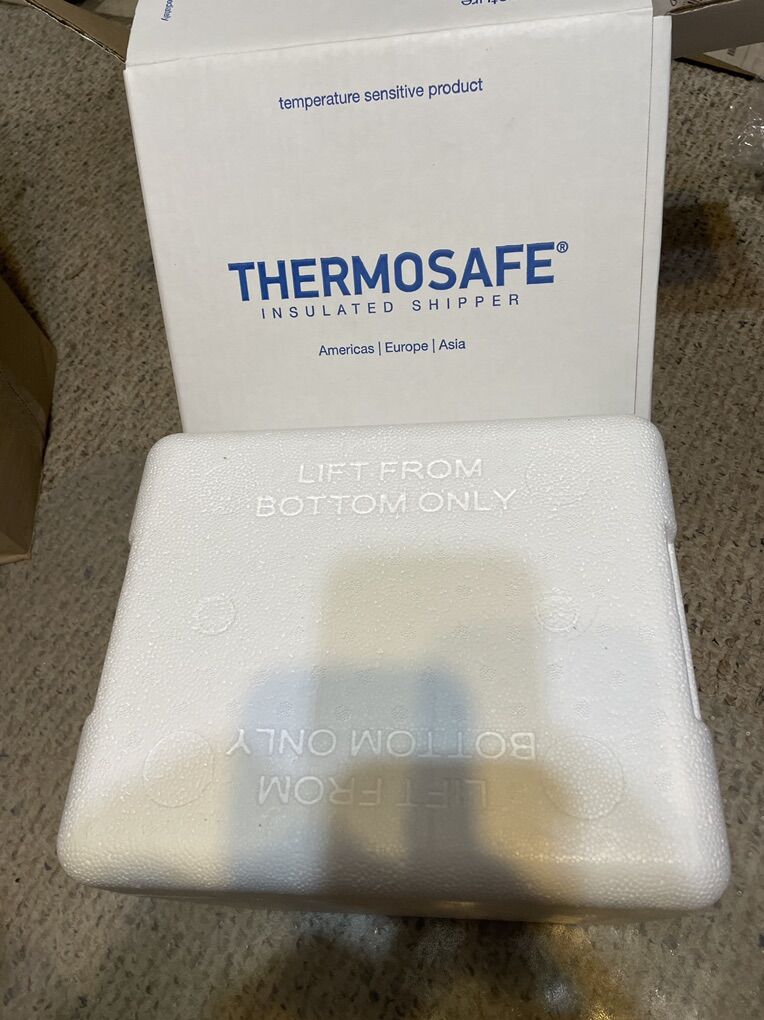 temperature sensitive product
THERMOSAFE®
INSULATED SHIPPER
Americas | Europe | Asia
LIFT FROM
BOTTOM ONLY
LIFT FROM
BOTTOM ONLY